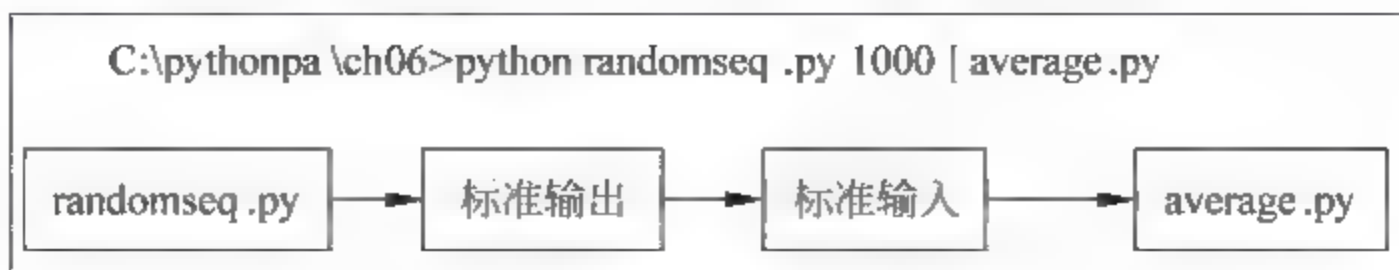 C:\pythonpa \ch06>python randomseq .py 1000 [ average .py
randomseq .py 标准输出 标准输入 average .py